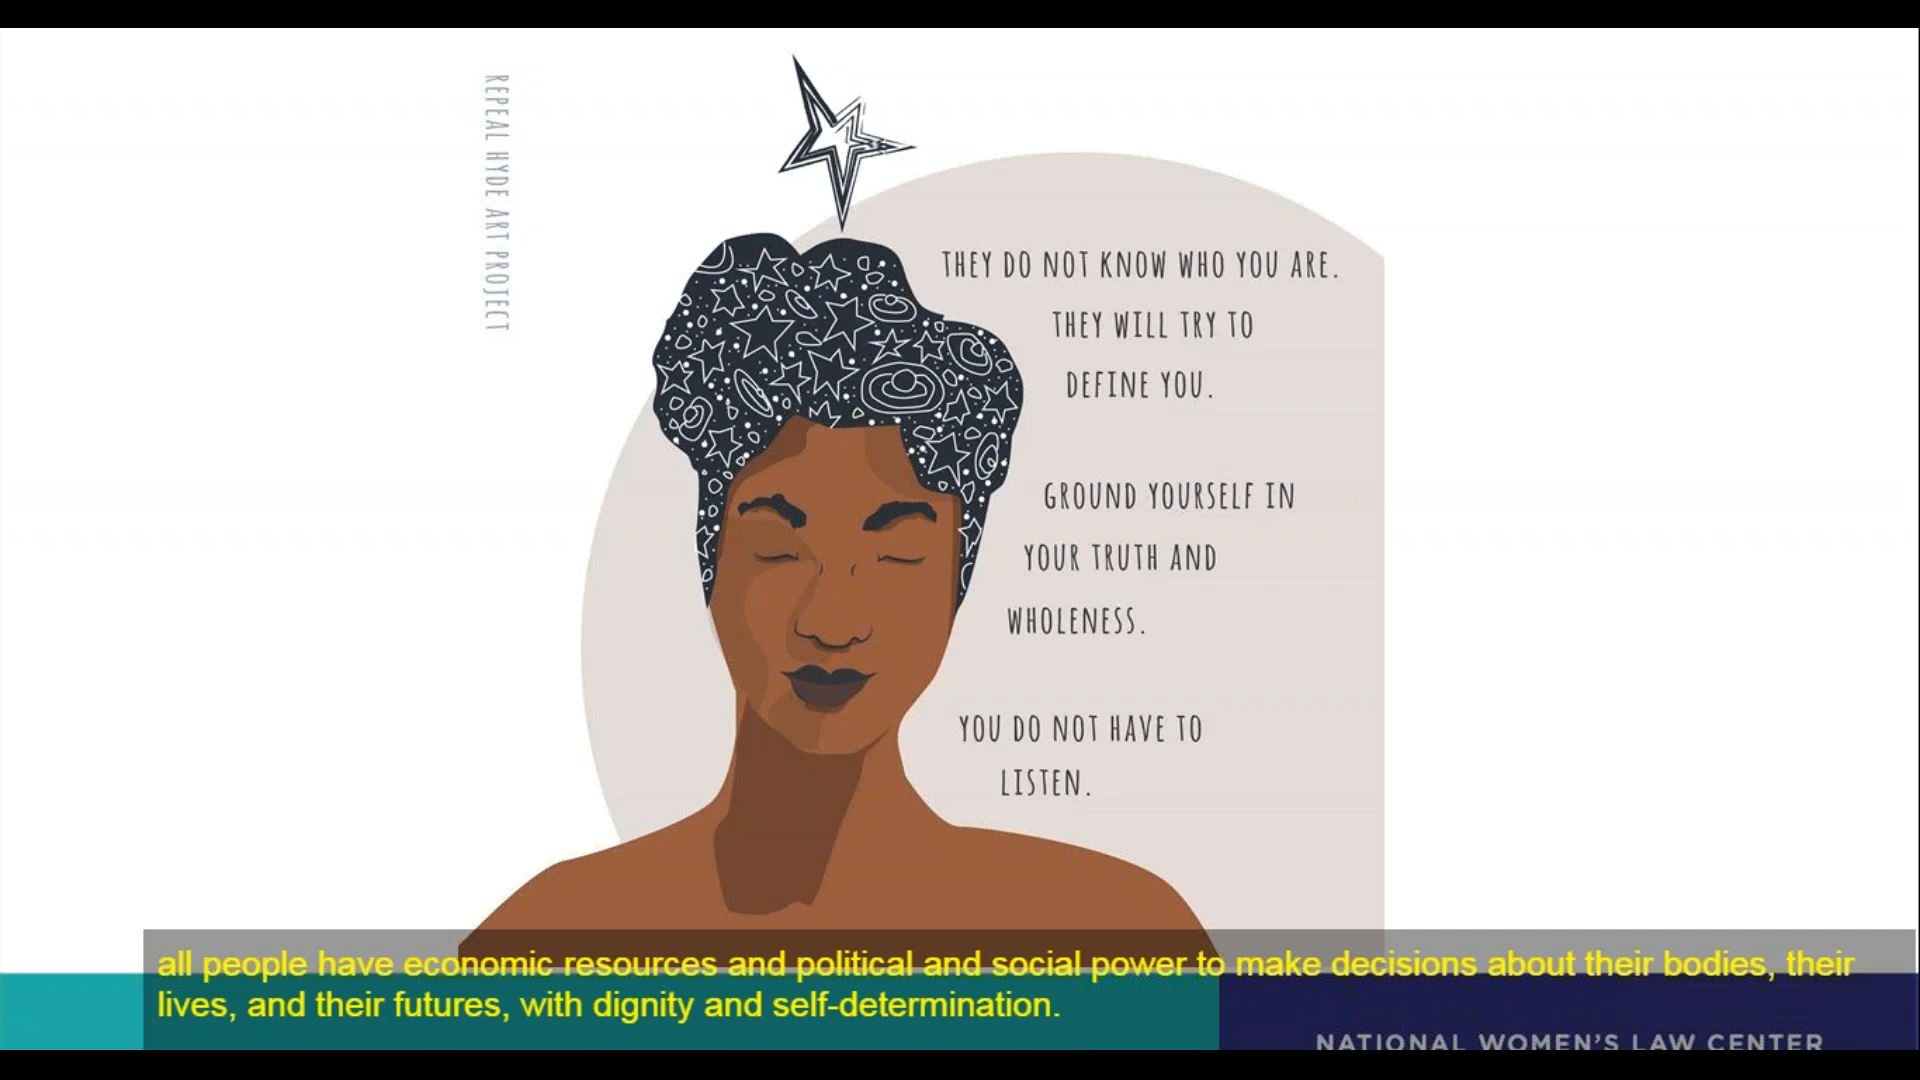 REPEAL HYDE ART PROJECT
THEY DO NOT KNOW WHO YOU ARE.
THEY WILL TRY TO
DEFINE YOU.
GROUND YOURSELF IN
YOUR TRUTH AND
WHOLENESS.
YOU DO NOT HAVE TO
LISTEN.
all people have economic resources and political and social power to make decisions about their bodies, their
lives, and their futures, with dignity and self-determination.
NATIONAL WOMEN'S LAW CENTER